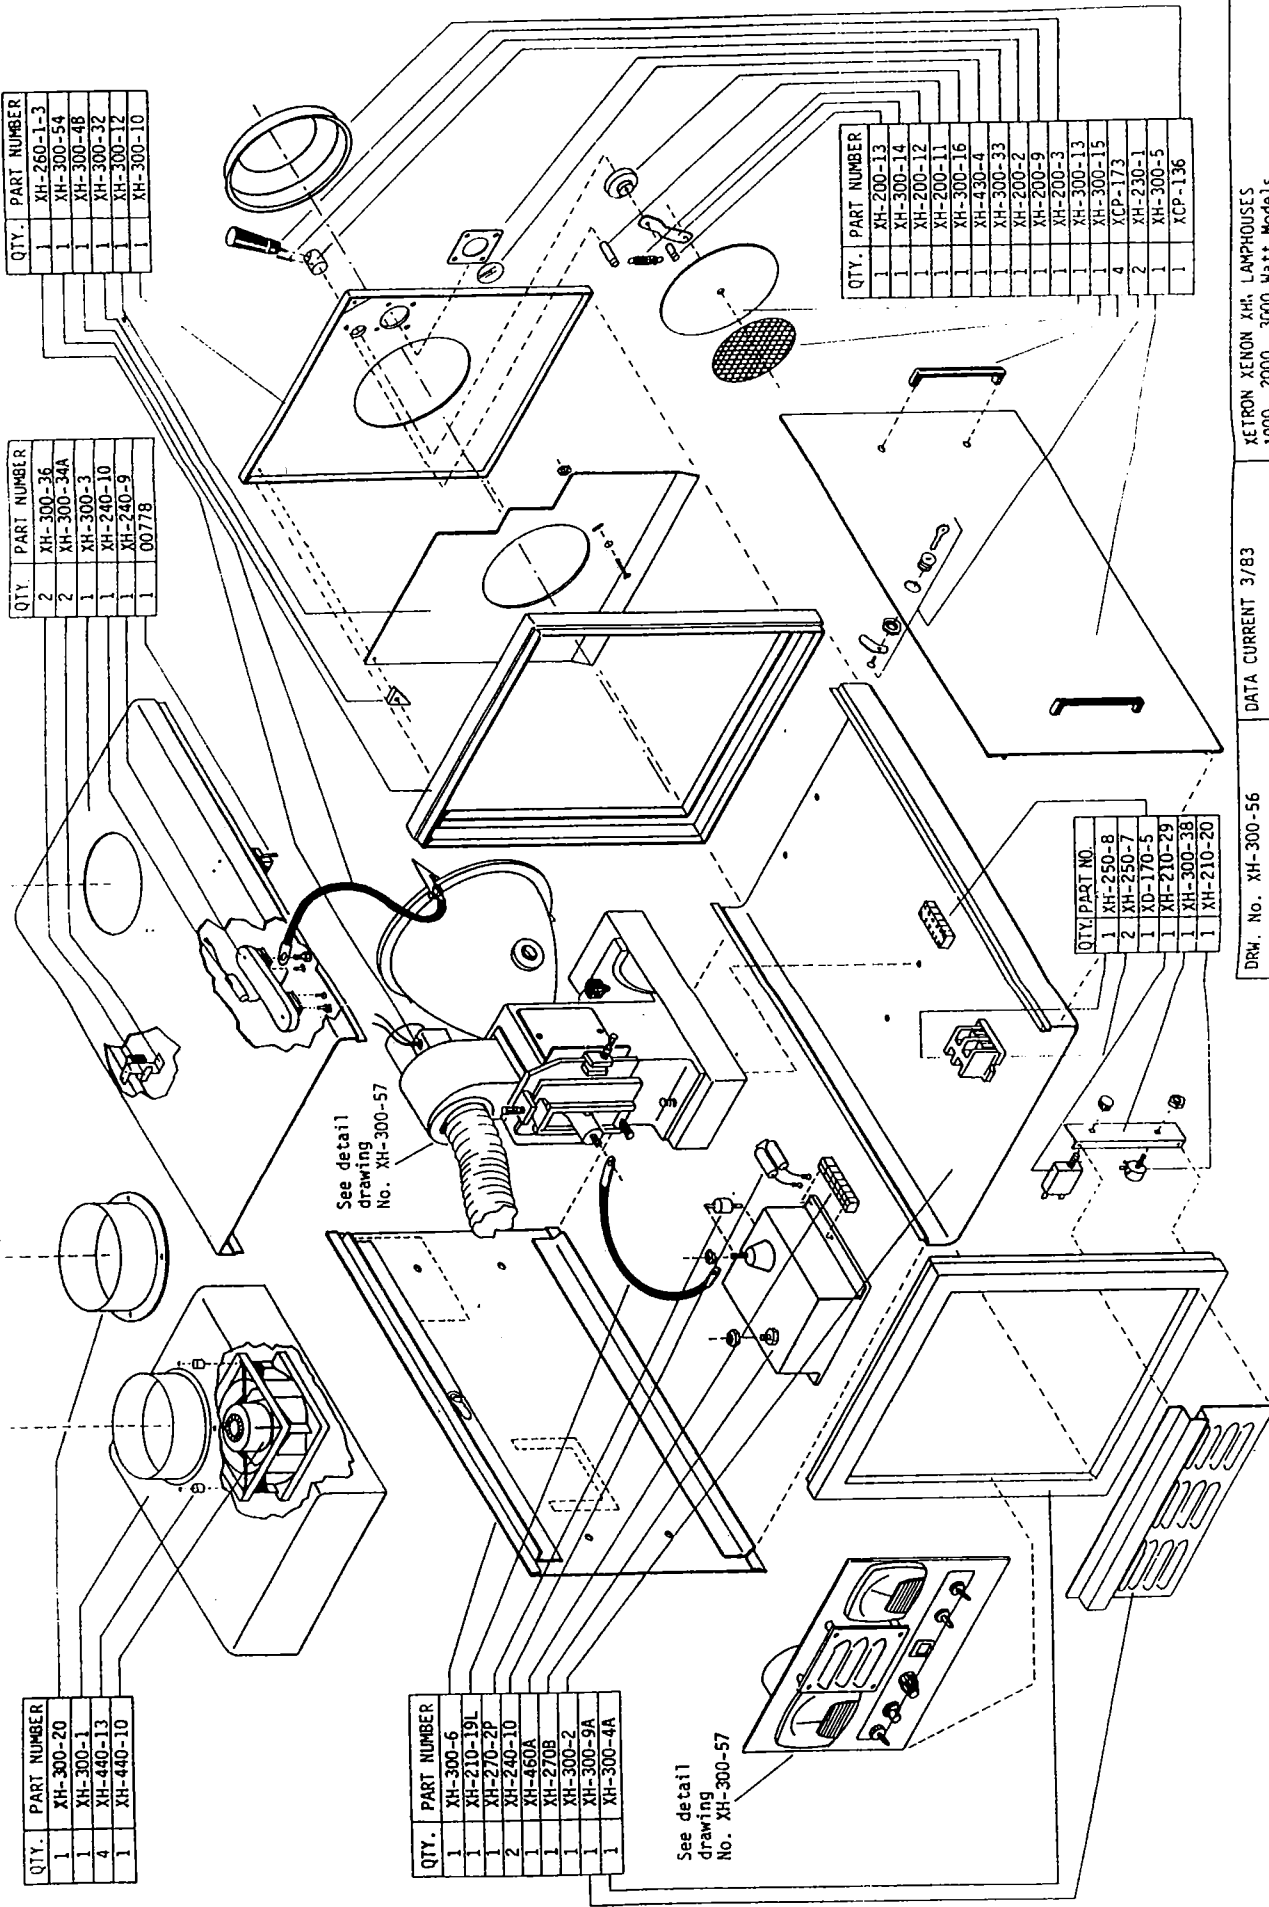 QTY. PART NUMBER
1 XH-260-1-3
1 XH-300-54
1 XH-300-4B
1 XH-300-32
1 XH-300-12
1 XH-300-10
QTY. PART NUMBER
2 XH-300-36
2 XH-300-34A
1 XH-300-3
1 XH-240-10
1 XH-240-9
1 00778
QTY. PART NUMBER
1 XH-300-20
1 XH-300-1
4 XH-440-13
1 XH-440-10
See detail
drawing
No. XH-300-57
QTY. PART NUMBER
1 XH-200-13
1 XH-300-14
1 XH-200-12
1 XH-200-11
1 XH-300-16
1 XH-430-4
1 XH-300-33
1 XH-200-2
1 XH-200-9
1 XH-200-3
1 XH-300-13
1 XH-300-15
4 XCP-173
2 XH-230-1
1 XH-300-5
1 XCP-136
QTY. PART NUMBER
1 XH-300-6
1 XH-210-19L
1 XH-270-2P
2 XH-240-10
1 XH-460A
1 XH-270B
1 XH-300-2
1 XH-300-9A
1 XH-300-4A
See detail
drawing
No. XH-300-57
QTY. PART NO.
1 XH-250-8
2 XH-250-7
1 XD-170-5
1 XH-210-29
1 XH-300-38
1 XH-210-20
DRW. No. XH-300-56
DATA CURRENT 3/83
XETRON XENON XHN LAMPHOUSES
1000, 2000, 3000 Watt Models